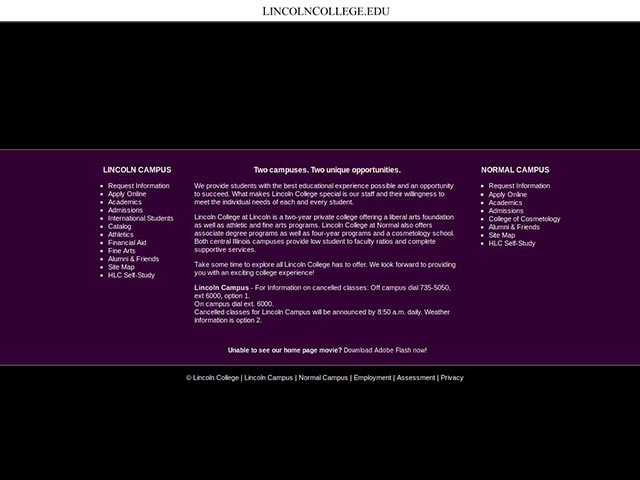 LINCOLNCOLLEGE.EDU
LINCOLN CAMPUS
Request Information
Apply Online
Academics
Admissions
International Students
Catalog
Athletics
Financial Aid
Fine Arts
Alumni & Friends
Site Map
HLC Self-Study
Two campuses. Two unique opportunities.
We provide students with the best educational experience possible and an opportunity
to succeed. What makes Lincoln College special is our staff and their willingness to
meet the individual needs of each and every student.
Lincoln College at Lincoln is a two-year private college offering a liberal arts foundation
as well as athletic and fine arts programs. Lincoln College at Normal also offers
associate degree programs as well as four-year programs and a cosmetology school.
Both central Illinois campuses provide low student to faculty ratios and complete
supportive services.
Take some time to explore all Lincoln College has to offer. We look forward to providing
you with an exciting college experience!
Lincoln Campus - For Information on cancelled classes: Off campus dial 735-5050,
ext 6000, option 1.
On campus dial ext. 6000.
Cancelled classes for Lincoln Campus will be announced by 8:50 a.m. daily. Weather
information is option 2.
Unable to see our home page movie? Download Adobe Flash now!
NORMAL CAMPUS
Request Information
Apply Online
Academics
Admissions
College of Cosmetology
Alumni & Friends
Site Map
HLC Self-Study
© Lincoln College | Lincoln Campus | Normal Campus | Employment | Assessment | Privacy